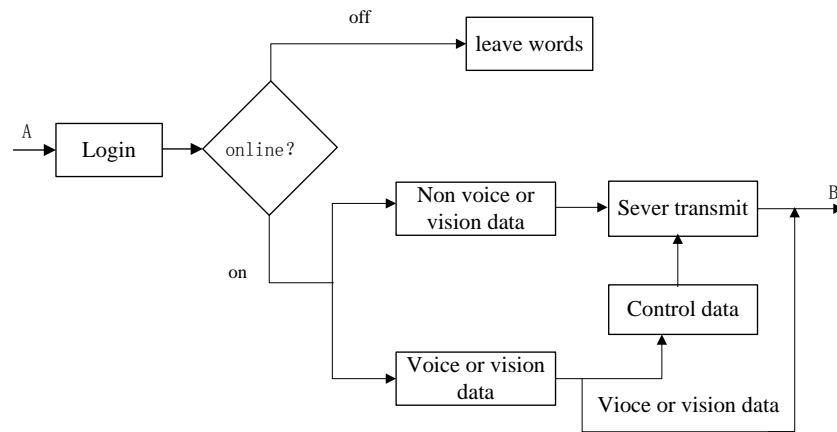 off
leave words
A
Login
online?
Non voice or
vision data
Sever transmit
B
on
Control data
Voice or vision
data
Vioce or vision data